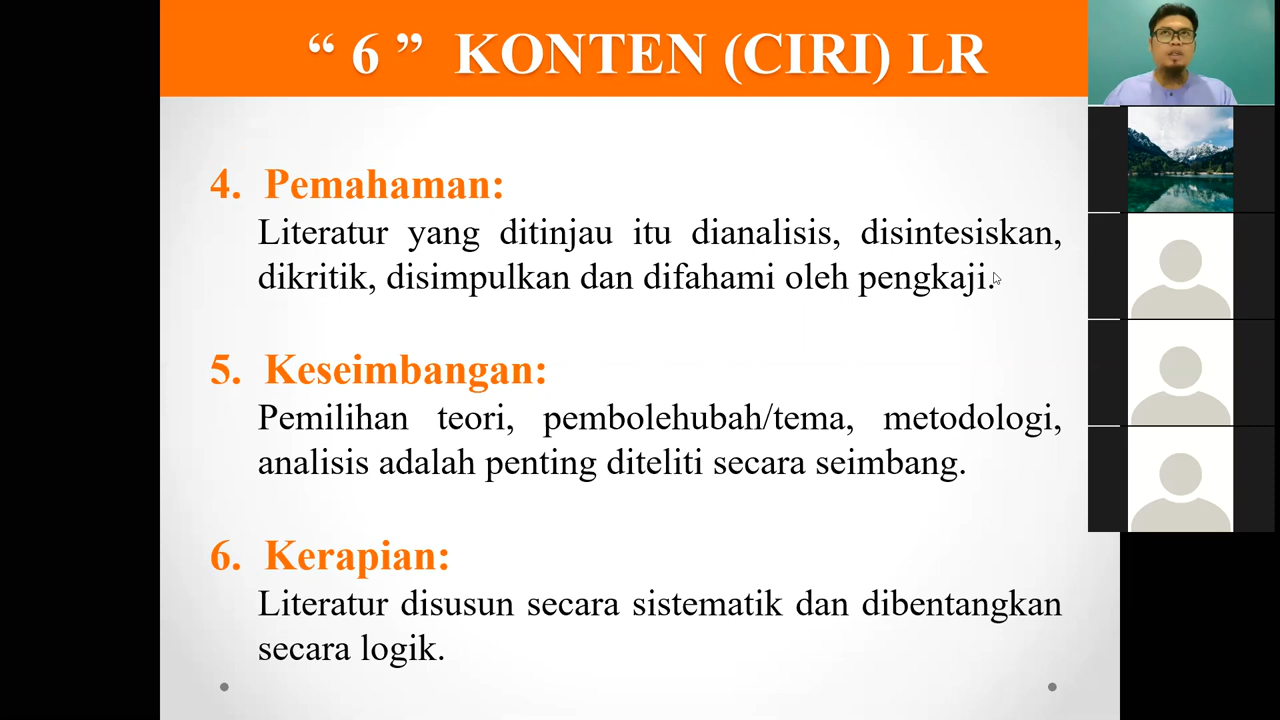 “ 6 ” KONTEN (CIRI) LR
4. Pemahaman:
Literatur yang ditinjau itu dianalisis, disintesiskan,
dikritik, disimpulkan dan difahami oleh pengkaji.
5. Keseimbangan:
Pemilihan teori, pembolehubah/tema, metodologi,
analisis adalah penting diteliti secara seimbang.
6. Kerapian:
Literatur disusun secara sistematik dan dibentangkan
secara logik.